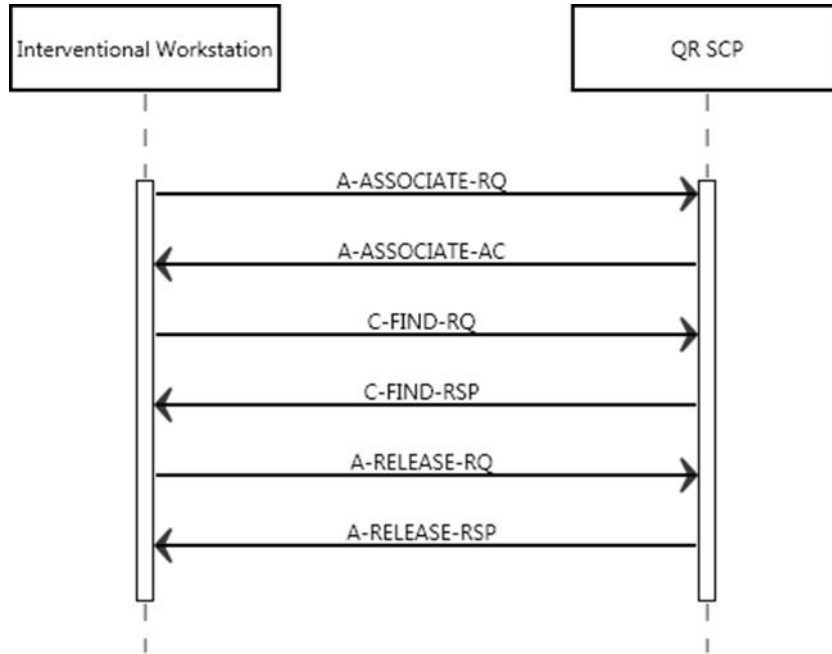 Interventional Workstation
QR SCP
A-ASSOCIATE-RQ
A-ASSOCIATE-AC
C-FIND-RQ
C-FIND-RSP
A-RELEASE-RQ
A-RELEASE-RSP